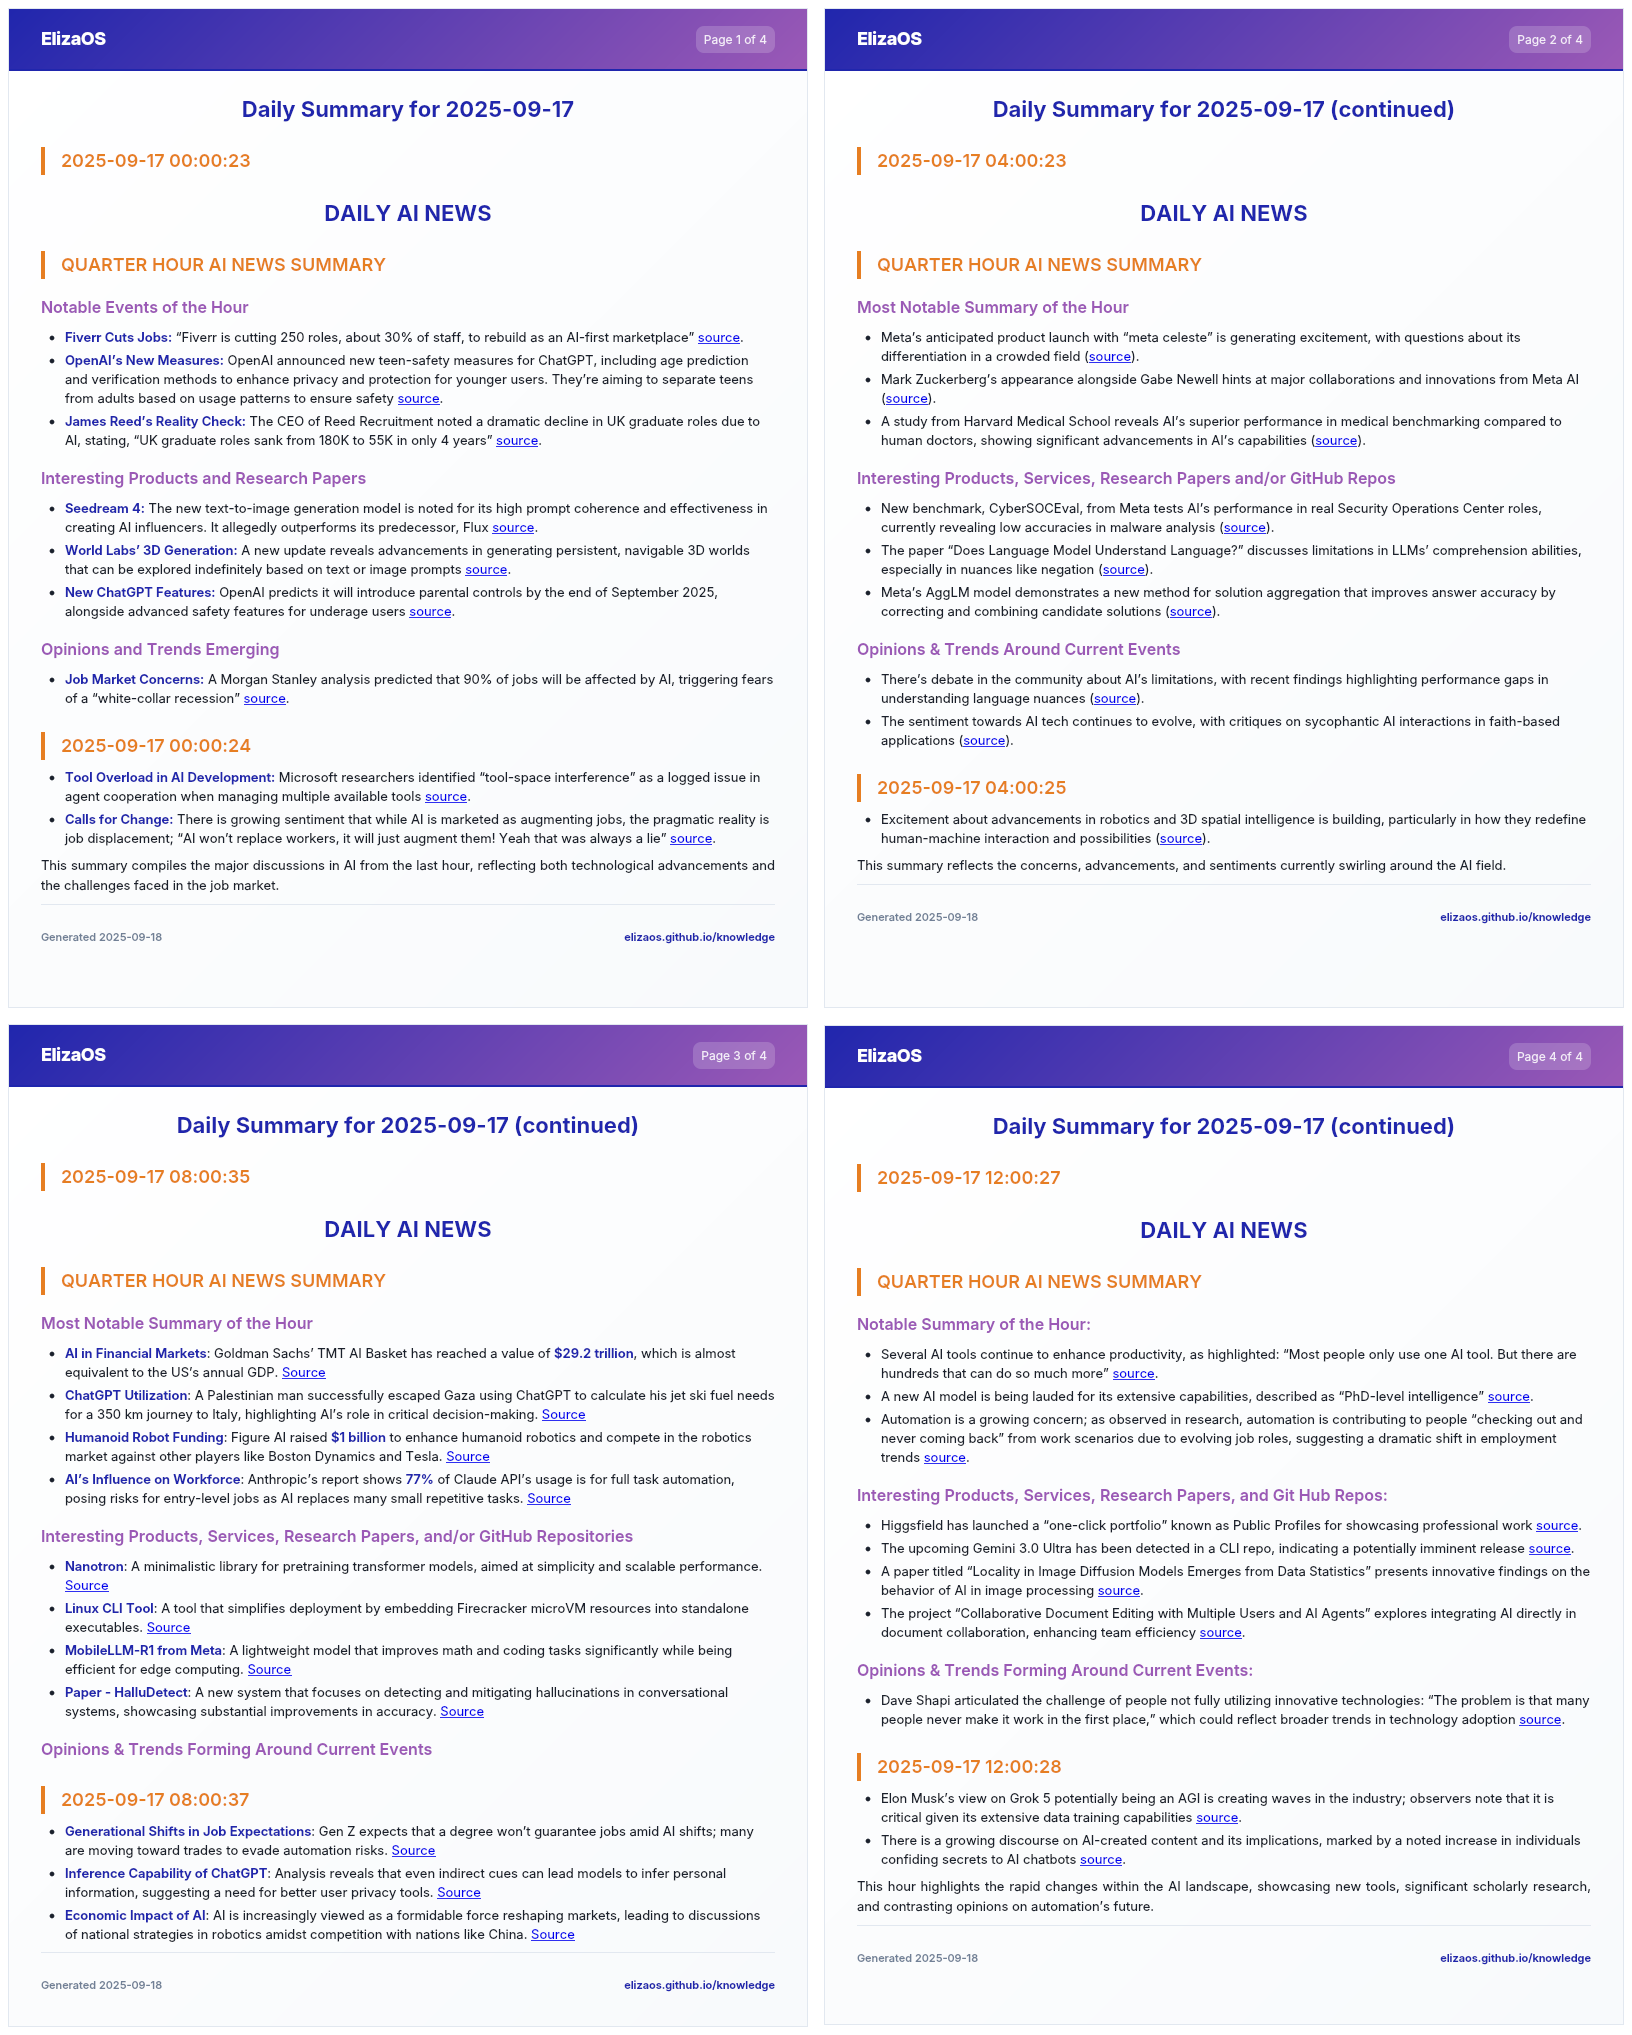 ElizaOS
Page 1 of 4
Daily Summary for 2025-09-17
2025-09-17 00:00:23
DAILY AI NEWS
QUARTER HOUR AI NEWS SUMMARY
Notable Events of the Hour
• Fiverr Cuts Jobs: “Fiverr is cutting 250 roles, about 30% of staff, to rebuild as an AI-first marketplace” source.
• OpenAI’s New Measures: OpenAI announced new teen-safety measures for ChatGPT, including age prediction
and verification methods to enhance privacy and protection for younger users. They’re aiming to separate teens
from adults based on usage patterns to ensure safety source.
• James Reed’s Reality Check: The CEO of Reed Recruitment noted a dramatic decline in UK graduate roles due to
AI, stating, “UK graduate roles sank from 180K to 55K in only 4 years” source.
Interesting Products and Research Papers
• Seedream 4: The new text-to-image generation model is noted for its high prompt coherence and effectiveness in
creating AI influencers. It allegedly outperforms its predecessor, Flux source.
• World Labs’ 3D Generation: A new update reveals advancements in generating persistent, navigable 3D worlds
that can be explored indefinitely based on text or image prompts source.
• New ChatGPT Features: OpenAI predicts it will introduce parental controls by the end of September 2025,
alongside advanced safety features for underage users source.
Opinions and Trends Emerging
• Job Market Concerns: A Morgan Stanley analysis predicted that 90% of jobs will be affected by AI, triggering fears
of a “white-collar recession” source.
2025-09-17 00:00:24
• Tool Overload in AI Development: Microsoft researchers identified “tool-space interference” as a logged issue in
agent cooperation when managing multiple available tools source.
• Calls for Change: There is growing sentiment that while AI is marketed as augmenting jobs, the pragmatic reality is
job displacement; “AI won’t replace workers, it will just augment them! Yeah that was always a lie” source.
This summary compiles the major discussions in AI from the last hour, reflecting both technological advancements and
the challenges faced in the job market.
Generated 2025-09-18
elizaos.github.io/knowledge
ElizaOS
Page 2 of 4
Daily Summary for 2025-09-17 (continued)
2025-09-17 04:00:23
DAILY AI NEWS
QUARTER HOUR AI NEWS SUMMARY
Most Notable Summary of the Hour
• Meta’s anticipated product launch with “meta celeste” is generating excitement, with questions about its
differentiation in a crowded field (source).
• Mark Zuckerberg’s appearance alongside Gabe Newell hints at major collaborations and innovations from Meta AI
(source).
• A study from Harvard Medical School reveals AI’s superior performance in medical benchmarking compared to
human doctors, showing significant advancements in AI’s capabilities (source).
Interesting Products, Services, Research Papers and/or GitHub Repos
• New benchmark, CyberSOCEval, from Meta tests AI’s performance in real Security Operations Center roles,
currently revealing low accuracies in malware analysis (source).
• The paper “Does Language Model Understand Language?” discusses limitations in LLMs’ comprehension abilities,
especially in nuances like negation (source).
• Meta’s AggLM model demonstrates a new method for solution aggregation that improves answer accuracy by
correcting and combining candidate solutions (source).
Opinions & Trends Around Current Events
• There’s debate in the community about AI’s limitations, with recent findings highlighting performance gaps in
understanding language nuances (source).
• The sentiment towards AI tech continues to evolve, with critiques on sycophantic AI interactions in faith-based
applications (source).
2025-09-17 04:00:25
• Excitement about advancements in robotics and 3D spatial intelligence is building, particularly in how they redefine
human-machine interaction and possibilities (source).
This summary reflects the concerns, advancements, and sentiments currently swirling around the AI field.
Generated 2025-09-18
elizaos.github.io/knowledge
ElizaOS
Page 3 of 4
Daily Summary for 2025-09-17 (continued)
2025-09-17 08:00:35
DAILY AI NEWS
QUARTER HOUR AI NEWS SUMMARY
Most Notable Summary of the Hour
• AI in Financial Markets: Goldman Sachs’ TMT AI Basket has reached a value of $29.2 trillion, which is almost
equivalent to the US’s annual GDP. Source
• ChatGPT Utilization: A Palestinian man successfully escaped Gaza using ChatGPT to calculate his jet ski fuel needs
for a 350 km journey to Italy, highlighting AI’s role in critical decision-making. Source
• Humanoid Robot Funding: Figure AI raised $1 billion to enhance humanoid robotics and compete in the robotics
market against other players like Boston Dynamics and Tesla. Source
• AI’s Influence on Workforce: Anthropic’s report shows 77% of Claude API’s usage is for full task automation,
posing risks for entry-level jobs as AI replaces many small repetitive tasks. Source
Interesting Products, Services, Research Papers, and/or GitHub Repositories
• Nanotron: A minimalistic library for pretraining transformer models, aimed at simplicity and scalable performance.
Source
• Linux CLI Tool: A tool that simplifies deployment by embedding Firecracker microVM resources into standalone
executables. Source
• MobileLLM-R1 from Meta: A lightweight model that improves math and coding tasks significantly while being
efficient for edge computing. Source
• Paper - HalluDetect: A new system that focuses on detecting and mitigating hallucinations in conversational
systems, showcasing substantial improvements in accuracy. Source
Opinions & Trends Forming Around Current Events
2025-09-17 08:00:37
• Generational Shifts in Job Expectations: Gen Z expects that a degree won’t guarantee jobs amid AI shifts; many
are moving toward trades to evade automation risks. Source
• Inference Capability of ChatGPT: Analysis reveals that even indirect cues can lead models to infer personal
information, suggesting a need for better user privacy tools. Source
• Economic Impact of AI: AI is increasingly viewed as a formidable force reshaping markets, leading to discussions
of national strategies in robotics amidst competition with nations like China. Source
Generated 2025-09-18
elizaos.github.io/knowledge
ElizaOS
Page 4 of 4
Daily Summary for 2025-09-17 (continued)
2025-09-17 12:00:27
DAILY AI NEWS
QUARTER HOUR AI NEWS SUMMARY
Notable Summary of the Hour:
• Several AI tools continue to enhance productivity, as highlighted: “Most people only use one AI tool. But there are
hundreds that can do so much more” source.
• A new AI model is being lauded for its extensive capabilities, described as “PhD-level intelligence” source.
• Automation is a growing concern; as observed in research, automation is contributing to people “checking out and
never coming back” from work scenarios due to evolving job roles, suggesting a dramatic shift in employment
trends source.
Interesting Products, Services, Research Papers, and Git Hub Repos:
• Higgsfield has launched a “one-click portfolio” known as Public Profiles for showcasing professional work source.
• The upcoming Gemini 3.0 Ultra has been detected in a CLI repo, indicating a potentially imminent release source.
• A paper titled “Locality in Image Diffusion Models Emerges from Data Statistics” presents innovative findings on the
behavior of AI in image processing source.
• The project “Collaborative Document Editing with Multiple Users and AI Agents” explores integrating AI directly in
document collaboration, enhancing team efficiency source.
Opinions & Trends Forming Around Current Events:
• Dave Shapi articulated the challenge of people not fully utilizing innovative technologies: “The problem is that many
people never make it work in the first place,” which could reflect broader trends in technology adoption source.
2025-09-17 12:00:28
• Elon Musk’s view on Grok 5 potentially being an AGI is creating waves in the industry; observers note that it is
critical given its extensive data training capabilities source.
• There is a growing discourse on AI-created content and its implications, marked by a noted increase in individuals
confiding secrets to AI chatbots source.
This hour highlights the rapid changes within the AI landscape, showcasing new tools, significant scholarly research,
and contrasting opinions on automation’s future.
Generated 2025-09-18
elizaos.github.io/knowledge